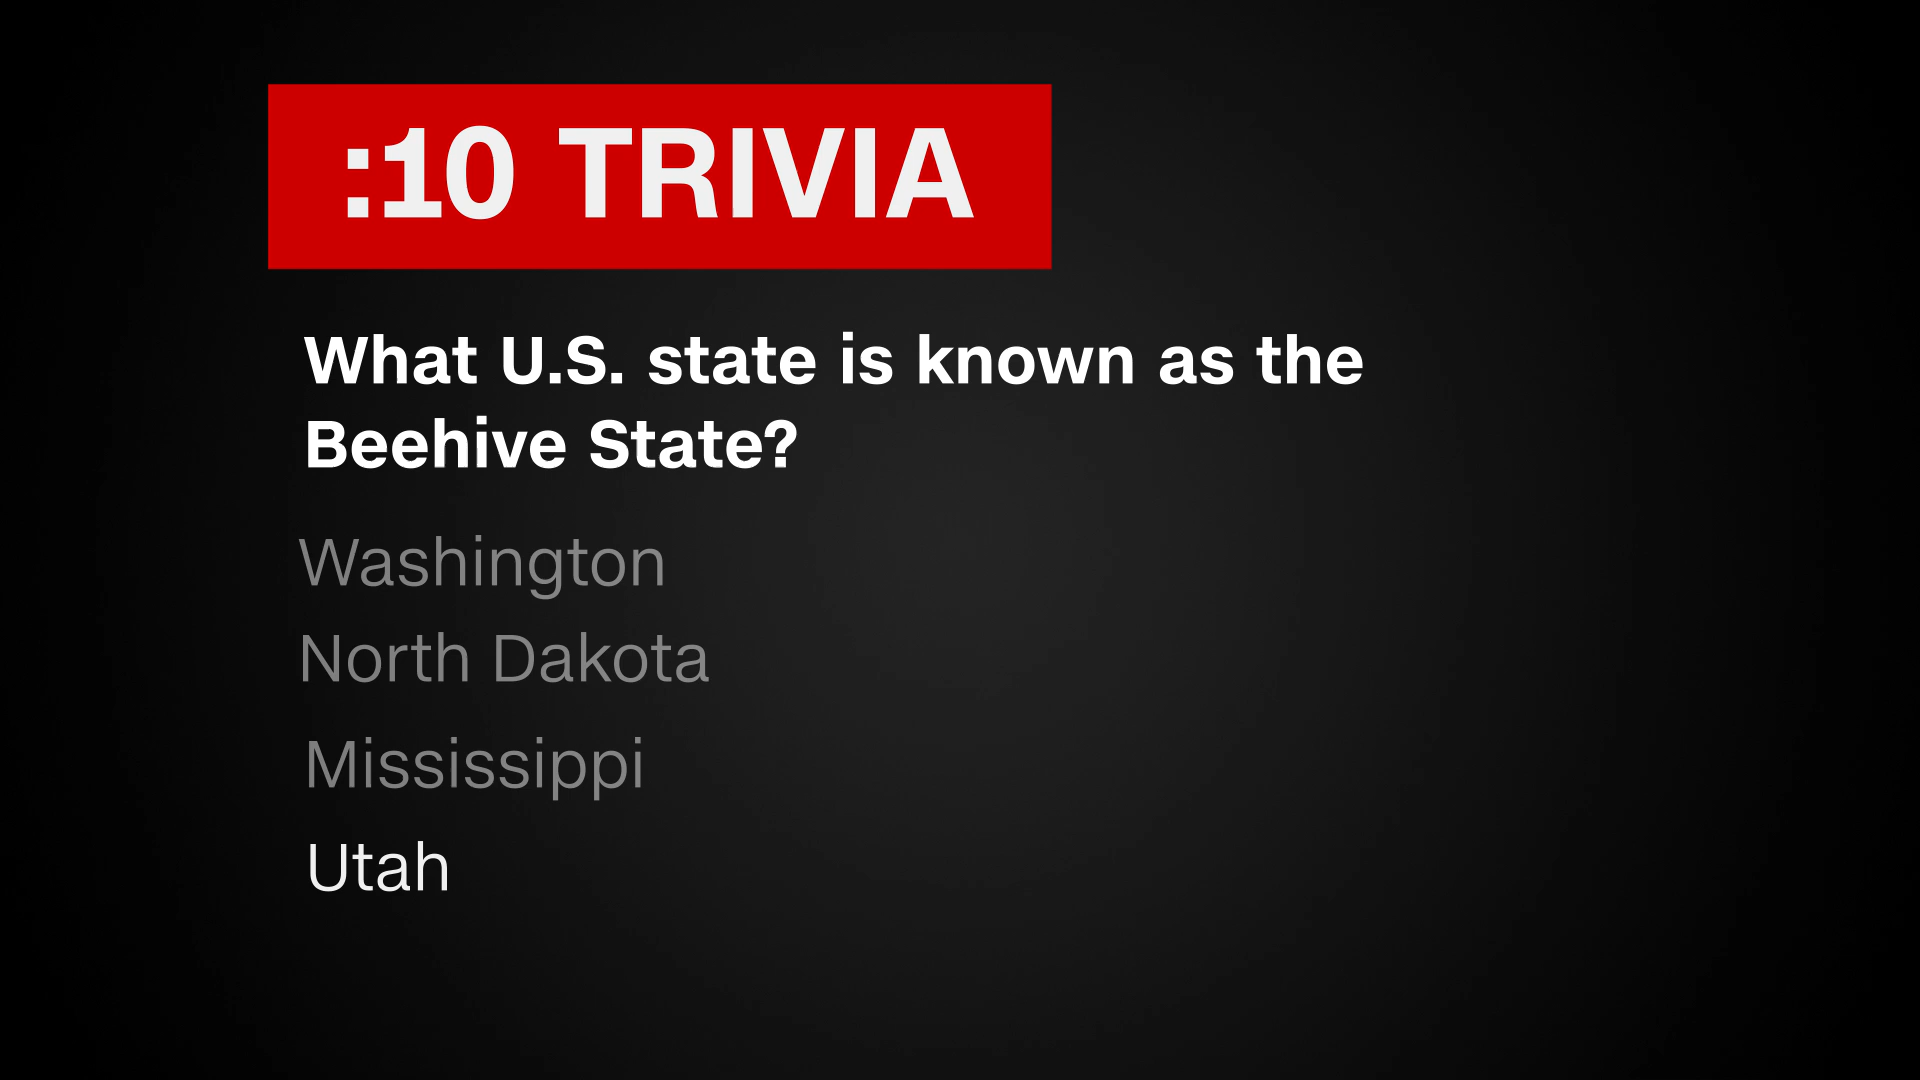 :10 TRIVIA
What U.S. state is known as the
Beehive State?
Washington
North Dakota
Mississippi
Utah